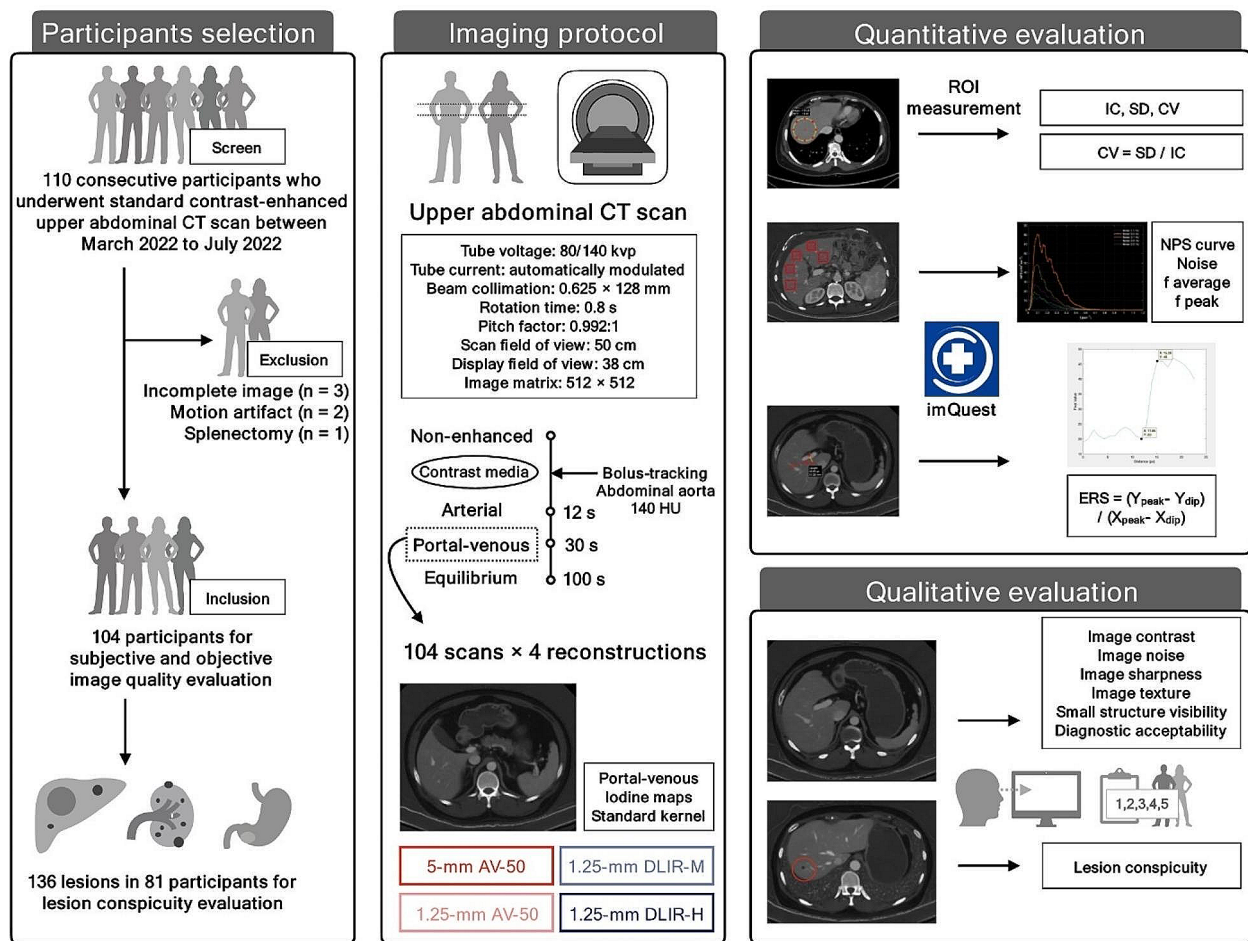 Participants selection
Screen
110 consecutive participants who
underwent standard contrast-enhanced
upper abdominal CT scan between
March 2022 to July 2022
Exclusion
Incomplete image (n = 3)
Motion artifact (n = 2)
Splenectomy (n = 1)
Inclusion
104 participants for
subjective and objective
image quality evaluation
136 lesions in 81 participants for
lesion conspicuity evaluation
Imaging protocol
Upper abdominal CT scan
Tube voltage: 80/140 kvp
Tube current: automatically modulated
Beam collimation: 0.625 × 128 mm
Rotation time: 0.8 s
Pitch factor: 0.992:1
Scan field of view: 50 cm
Display field of view: 38 cm
Image matrix: 512 × 512
Non-enhanced
Contrast media
Bolus-tracking
Abdominal aorta
140 HU
Arterial
12 s
Portal-venous
30 s
Equilibrium
100 s
104 scans × 4 reconstructions
Portal-venous
Iodine maps
Standard kernel
5-mm AV-50
1.25-mm DLIR-M
1.25-mm AV-50
1.25-mm DLIR-H
Quantitative evaluation
ROI
measurement
IC, SD, CV
CV = SD / IC
NPS curve
Noise
f average
f peak
imQuest
Distance (px)
ERS = (Ypeak- Ydip)
/ (Xpeak- Xdip)
Qualitative evaluation
Image contrast
Image noise
Image sharpness
Image texture
Small structure visibility
Diagnostic acceptability
1,2,3,4,5
Lesion conspicuity